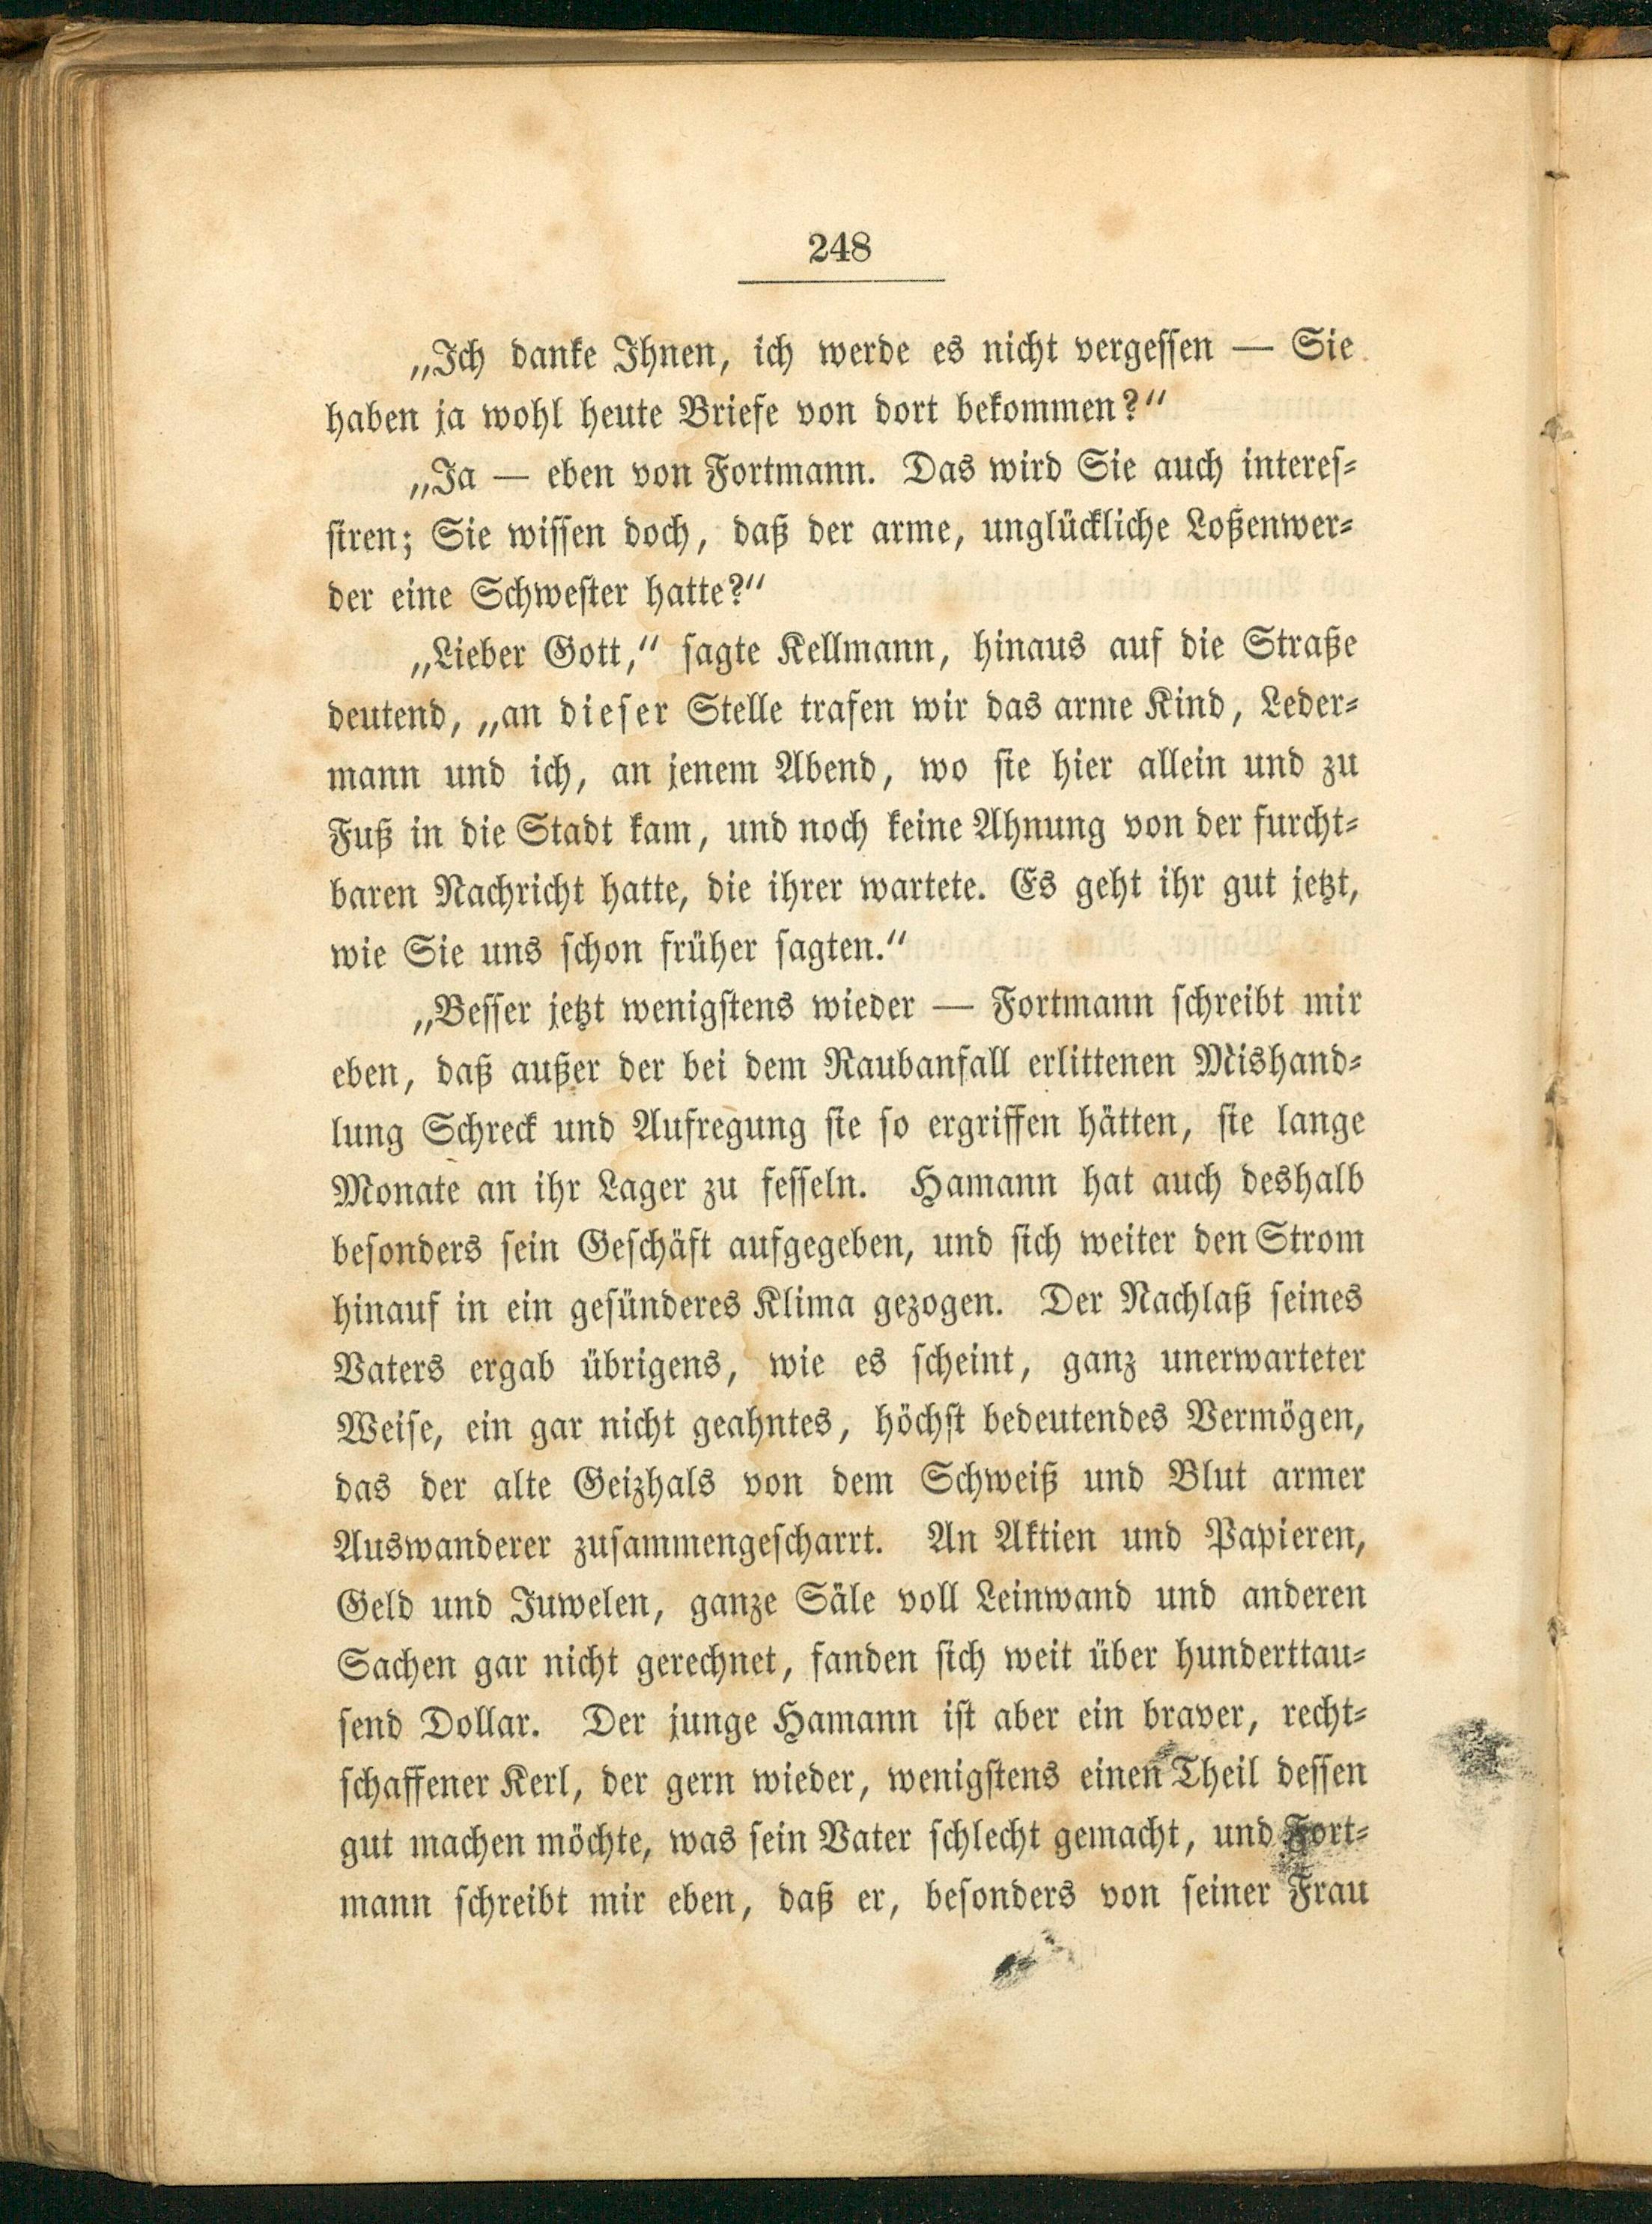 248
„Ich danke Ihnen, ich werde es nicht vergessen — Sie
haben ja wohl heute Briefe von dort bekommen?“
„Ja — eben von Fortmann. Das wird Sie auch interes-
siren; Sie wissen doch, daß der arme, unglückliche Loßenwer-
der eine Schwester hatte?“
„Lieber Gott,“ sagte Kellmann, hinaus auf die Straße
deutend, „an dieser Stelle trafen wir das arme Kind, Leder-
mann und ich, an jenem Abend, wo sie hier allein und zu
Fuß in die Stadt kam, und noch keine Ahnung von der furcht-
baren Nachricht hatte, die ihrer wartete. Es geht ihr gut jetzt,
wie Sie uns schon früher sagten.“
„Besser jetzt wenigstens wieder — Fortmann schreibt mir
eben, daß außer der bei dem Raubanfall erlittenen Mishand-
lung Schreck und Aufregung sie so ergriffen hätten, sie lange
Monate an ihr Lager zu fesseln. Hamann hat auch deshalb
besonders sein Geschäft aufgegeben, und sich weiter den Strom
hinauf in ein gesünderes Klima gezogen. Der Nachlaß seines
Vaters ergab übrigens, wie es scheint, ganz unerwarteter
Weise, ein gar nicht geahntes, höchst bedeutendes Vermögen,
das der alte Geizhals von dem Schweiß und Blut armer
Auswanderer zusammengescharrt. An Aktien und Papieren,
Geld und Juwelen, ganze Säle voll Leinwand und anderen
Sachen gar nicht gerechnet, fanden sich weit über hunderttau-
send Dollar. Der junge Hamann ist aber ein braver, recht-
schaffener Kerl, der gern wieder, wenigstens einen Theil dessen
gut machen möchte, was sein Vater schlecht gemacht, und Fort-
mann schreibt mir eben, daß er, besonders von seiner Frau